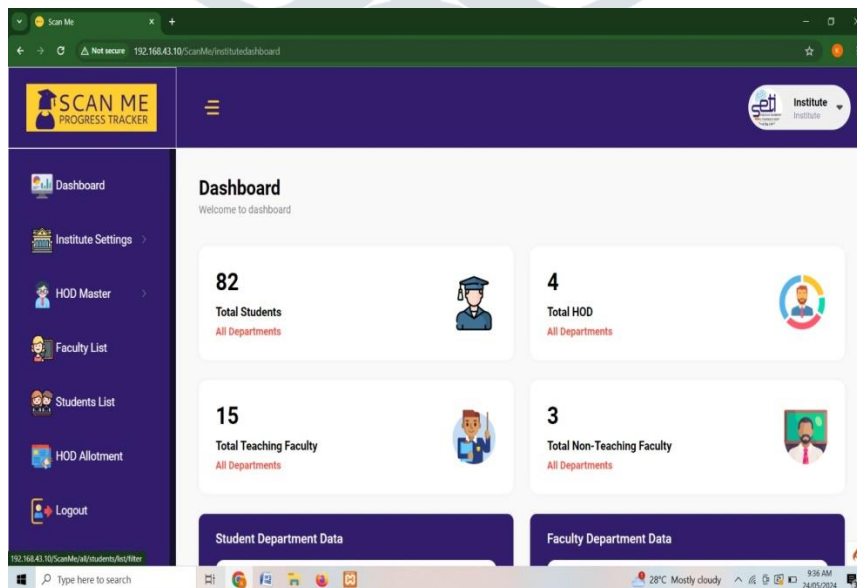 Scan Me
Not secure 192.168.43.10/ScanMe/institutedashboard
SCAN ME
PROGRESS TRACKER
seti
Institute
Institute
Dashboard
Institute Settings
HOD Master
Faculty List
Students List
HOD Allotment
Logout
Dashboard
Welcome to dashboard
82
Total Students
All Departments
4
Total HOD
All Departments
15
Total Teaching Faculty
All Departments
3
Total Non-Teaching Faculty
All Departments
Student Department Data
Faculty Department Data
192.168.43.10/ScanMe/all/students/list/filter
Type here to search
28°C Mostly cloudy
9:36 AM
24/05/2024